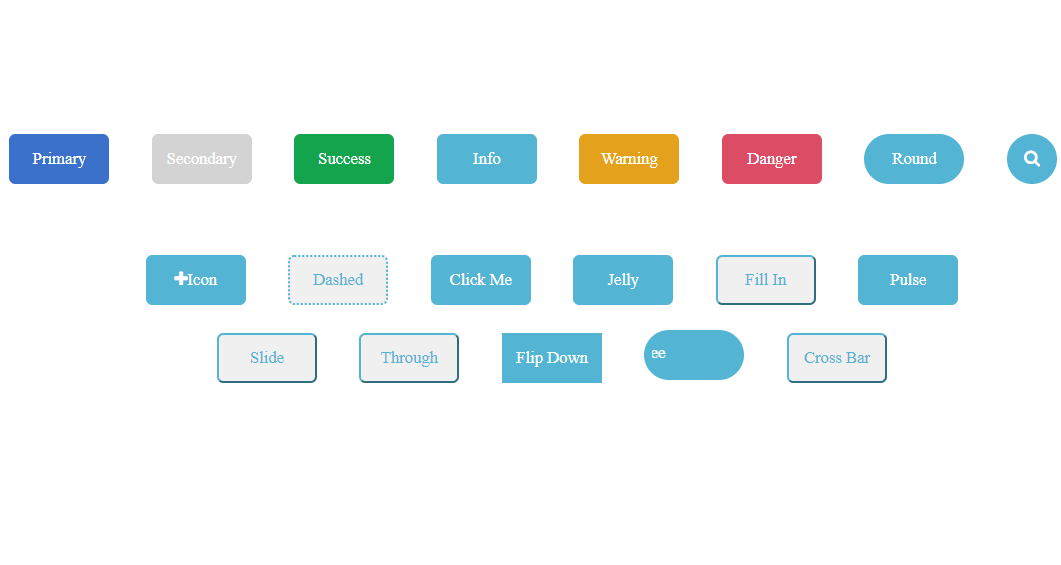 Primary Secondary Success Info Warning Danger Round
Icon Dashed Click Me Jelly Fill In Pulse
Slide Through Flip Down ee Cross Bar